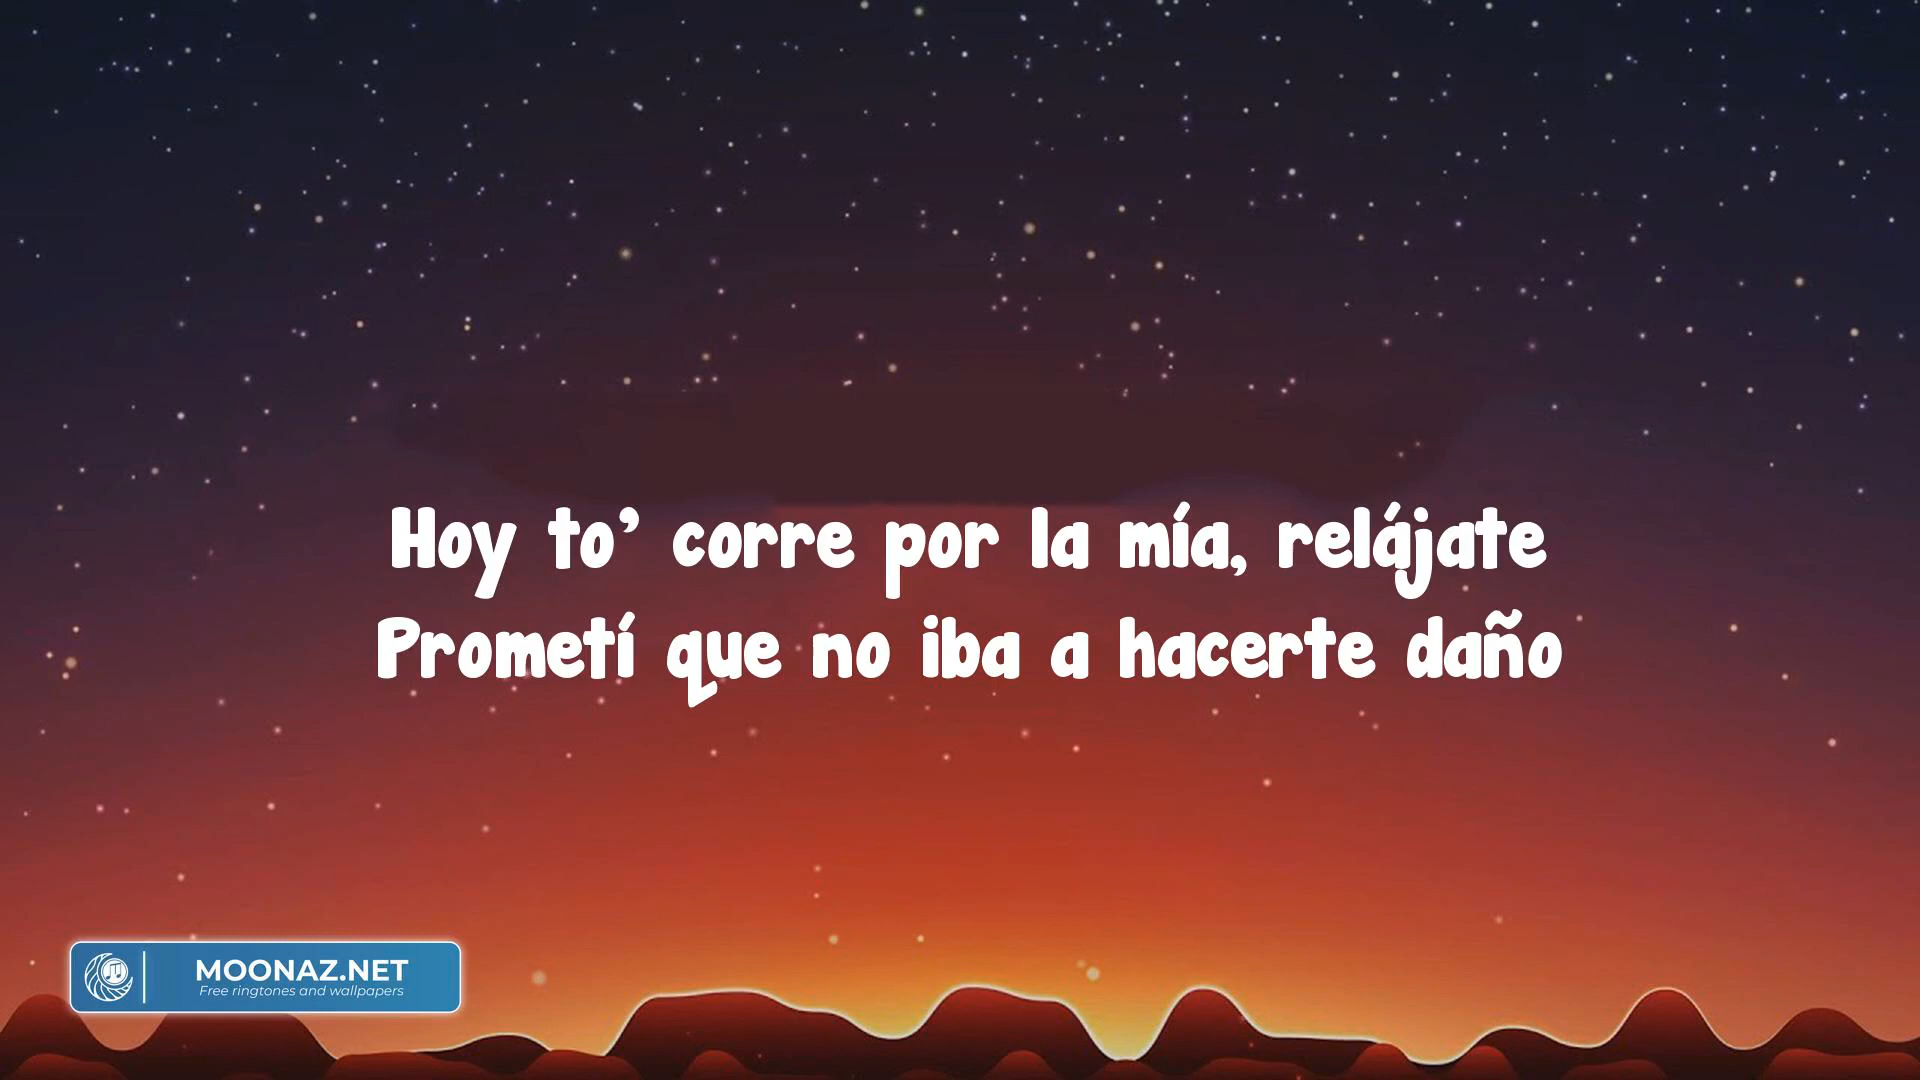 Hoy to’ corre por la mía, relájate
Prometí que no iba a hacerte daño
MOONAZ.NET
Free ringtones and wallpapers